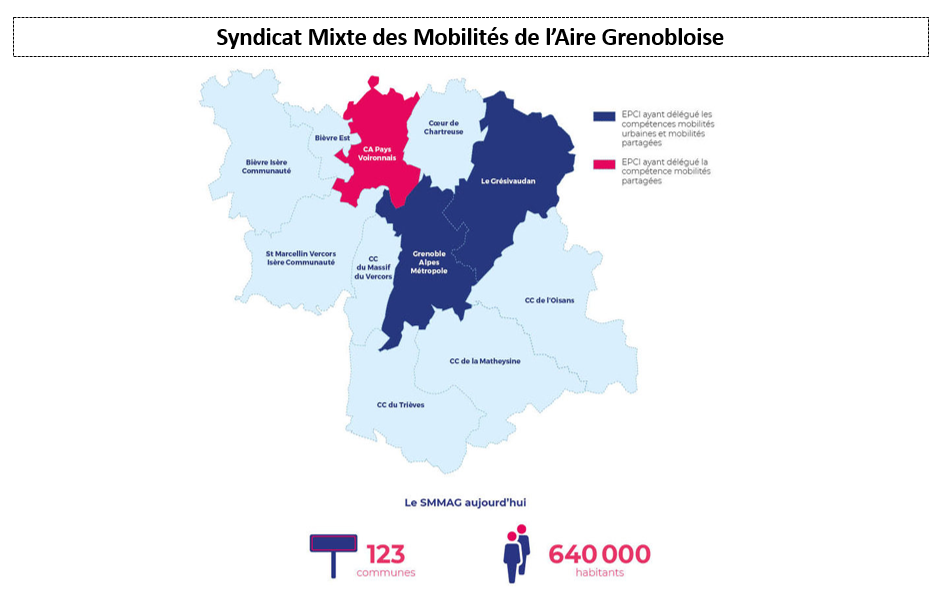 Syndicat Mixte des Mobilités de l'Aire Grenobloise
EPCI ayant délégué les
compétences mobilités
urbaines et mobilités
partagées
EPCI ayant délégué la
compétence mobilités
partagées
Cœur de
Chartreuse
Bièvre Est
CA Pays
Voironnais
Bièvre Isère
Communauté
Le Grésivaudan
St Marcellin Vercors
Isère Communauté
CC
du Massif
du Vercors
Grenoble
Alpes
Métropole
CC de l'Oisans
CC de la Matheysine
CC du Trièves
Le SMMAG aujourd'hui
123
communes
640 000
habitants